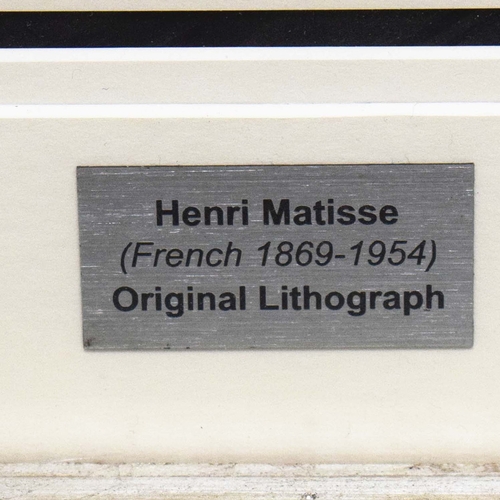 Henri Matisse
(French 1869-1954)
Original Lithograph